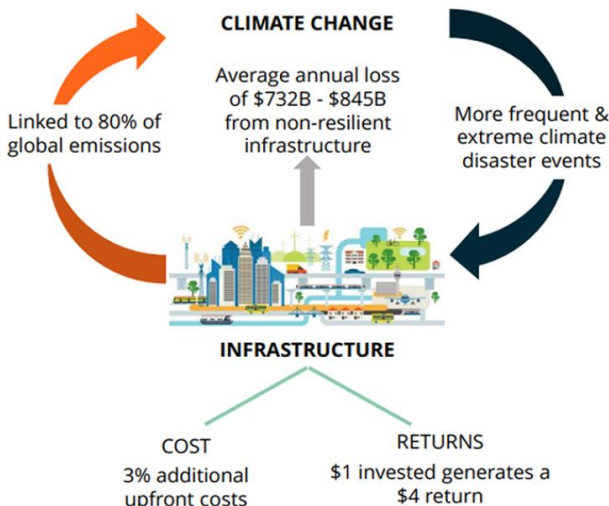 CLIMATE CHANGE
Average annual loss
of $732B - $845B
from non-resilient
infrastructure
Linked to 80% of
global emissions
More frequent &
extreme climate
disaster events
INFRASTRUCTURE
COST
3% additional
upfront costs
RETURNS
$1 invested generates a
$4 return